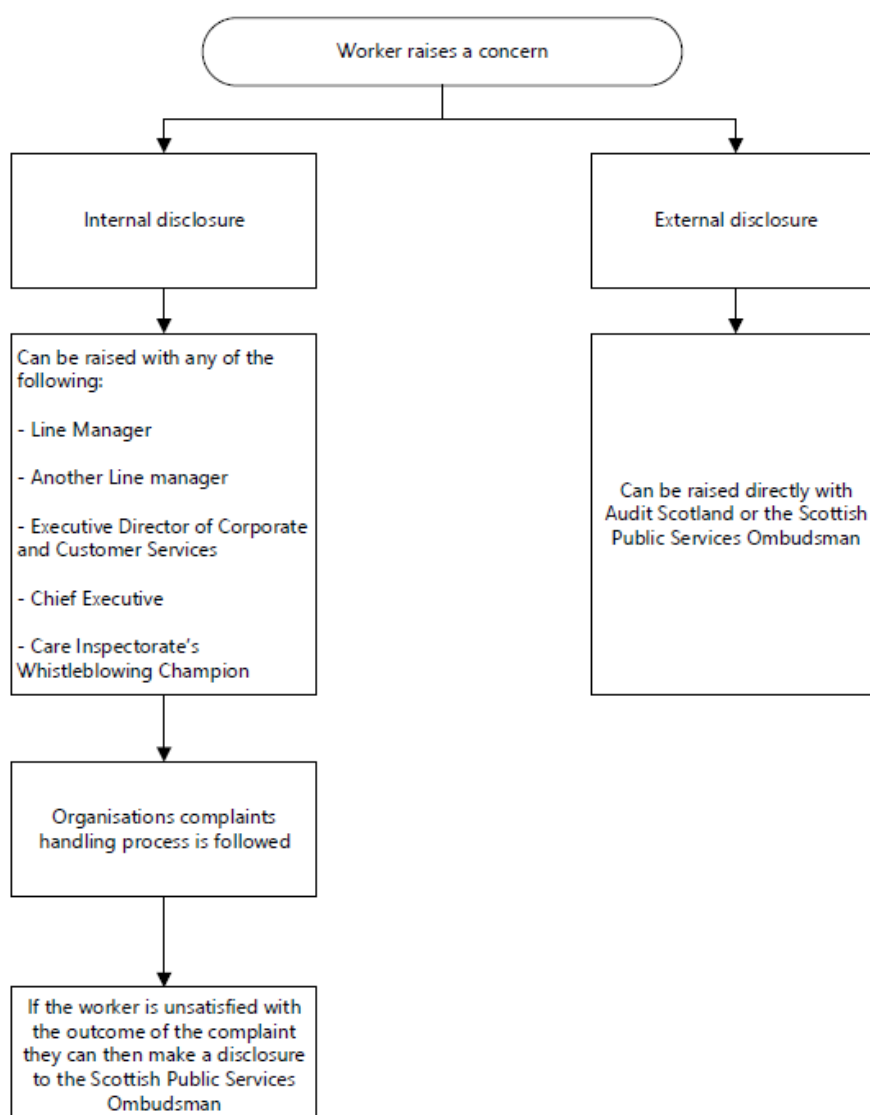 Worker raises a concern
Internal disclosure
External disclosure
Can be raised with any of the
following:
- Line Manager
- Another Line manager
- Executive Director of Corporate
and Customer Services
- Chief Executive
- Care Inspectorate's
Whistleblowing Champion
Can be raised directly with
Audit Scotland or the Scottish
Public Services Ombudsman
Organisations complaints
handling process is followed
If the worker is unsatisfied with
the outcome of the complaint
they can then make a disclosure
to the Scottish Public Services
Ombudsman